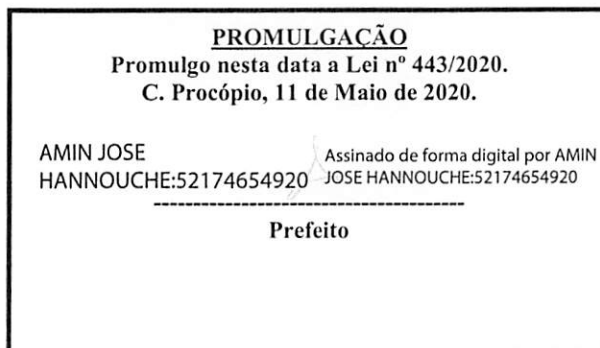 PROMULGAÇÃO
Promulgo nesta data a Lei nº 443/2020.
C. Procópio, 11 de Maio de 2020.
AMIN JOSE
HANNOUCHE:52174654920
Assinado de forma digital por AMIN
JOSE HANNOUCHE:52174654920
---------------------------------------
Prefeito